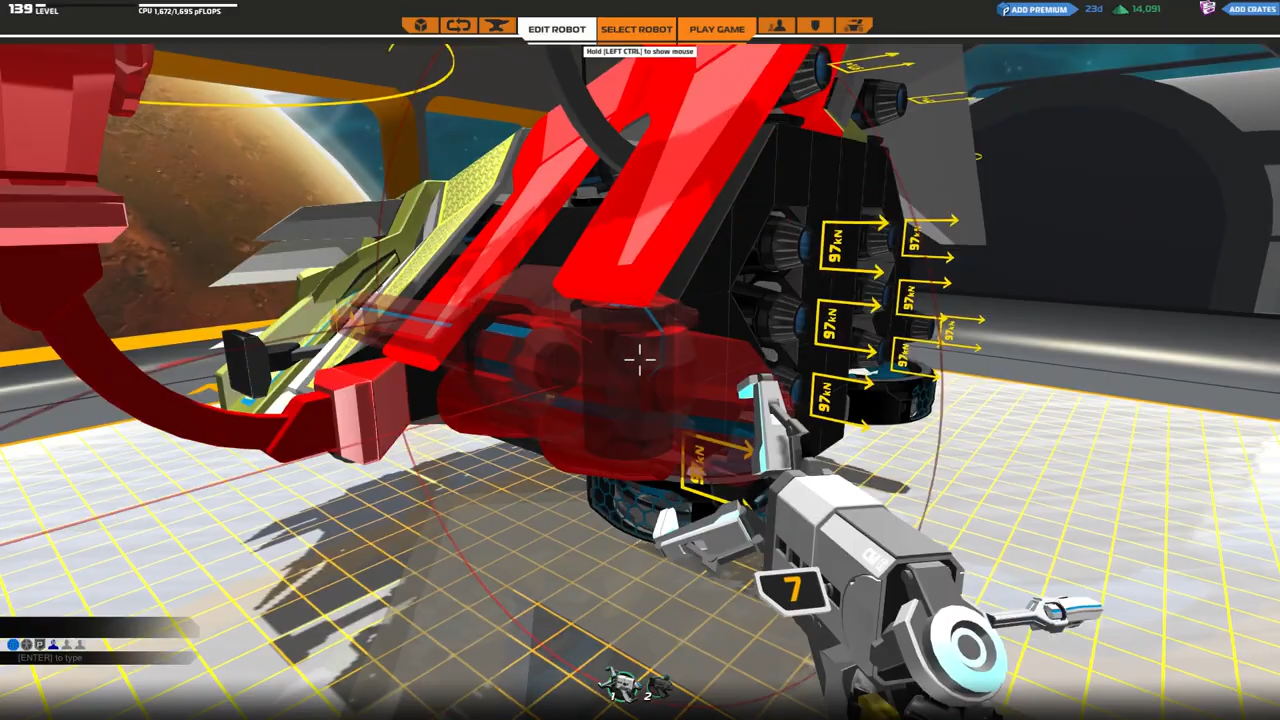 139 LEVEL
CPU 1,672/1,695 pFLOPS
EDIT ROBOT
SELECT ROBOT
PLAY GAME
ADD PREMIUM
23d
14,091
ADD CRATES
Hold [LEFT CTRL] to show mouse
97kN
97kN
97kN
97kN
97kN
97kN
97kN
7
[ENTER] to type
1
2